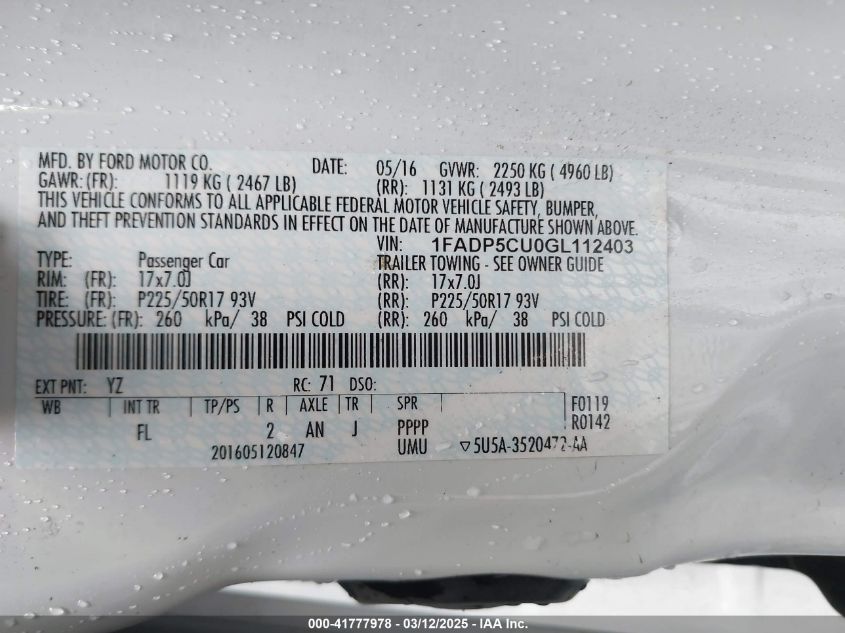 MFD. BY FORD MOTOR CO. DATE: 05/16 GVWR: 2250 KG ( 4960 LB)
GAWR: (FR): 1119 KG ( 2467 LB) (RR): 1131 KG ( 2493 LB)
THIS VEHICLE CONFORMS TO ALL APPLICABLE FEDERAL MOTOR VEHICLE SAFETY, BUMPER,
AND THEFT PREVENTION STANDARDS IN EFFECT ON THE DATE OF MANUFACTURE SHOWN ABOVE.
VIN: 1FADP5CU0GL112403
TYPE: Passenger Car TRAILER TOWING - SEE OWNER GUIDE
RIM: (FR): 17x7.0J (RR): 17x7.0J
TIRE: (FR): P225/50R17 93V (RR): P225/50R17 93V
PRESSURE: (FR): 260 kPa/ 38 PSI COLD (RR): 260 kPa/ 38 PSI COLD
EXT PNT: YZ RC: 71 DSO:
WB INT TR TP/PS R AXLE TR SPR F0119
FL 2 AN J PPPP R0142
201605120847 UMU ▽5U5A-3520472-AA
000-41777978 - 03/12/2025 - IAA Inc.